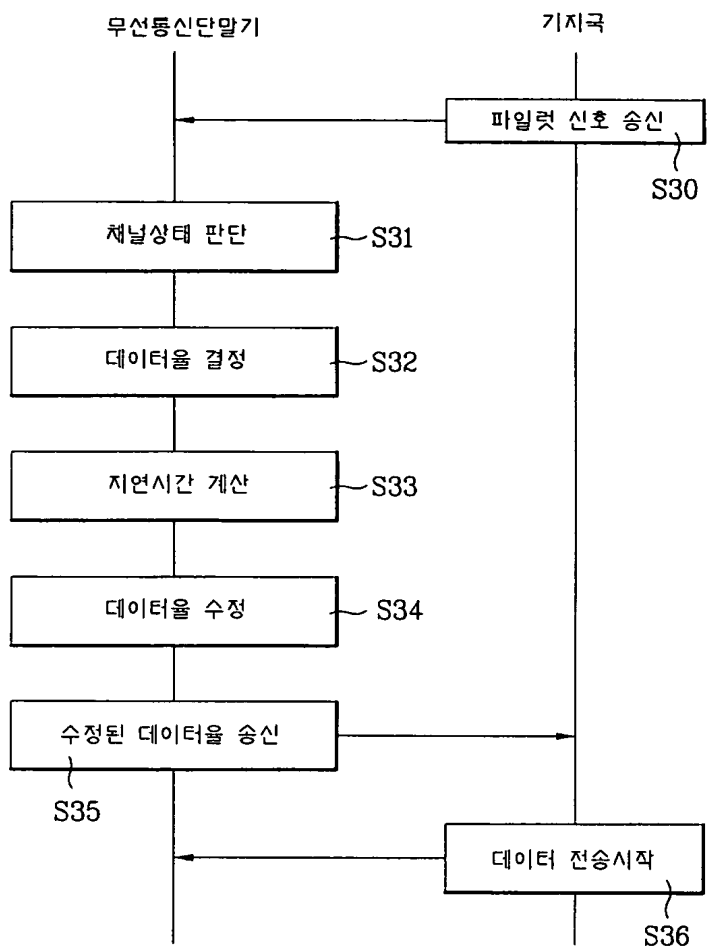 무선통신단말기
기지국
파일럿 신호 송신
S30
채널상태 판단
S31
데이터율 결정
S32
지연시간 계산
S33
데이터율 수정
S34
수정된 데이터율 송신
S35
데이터 전송시작
S36